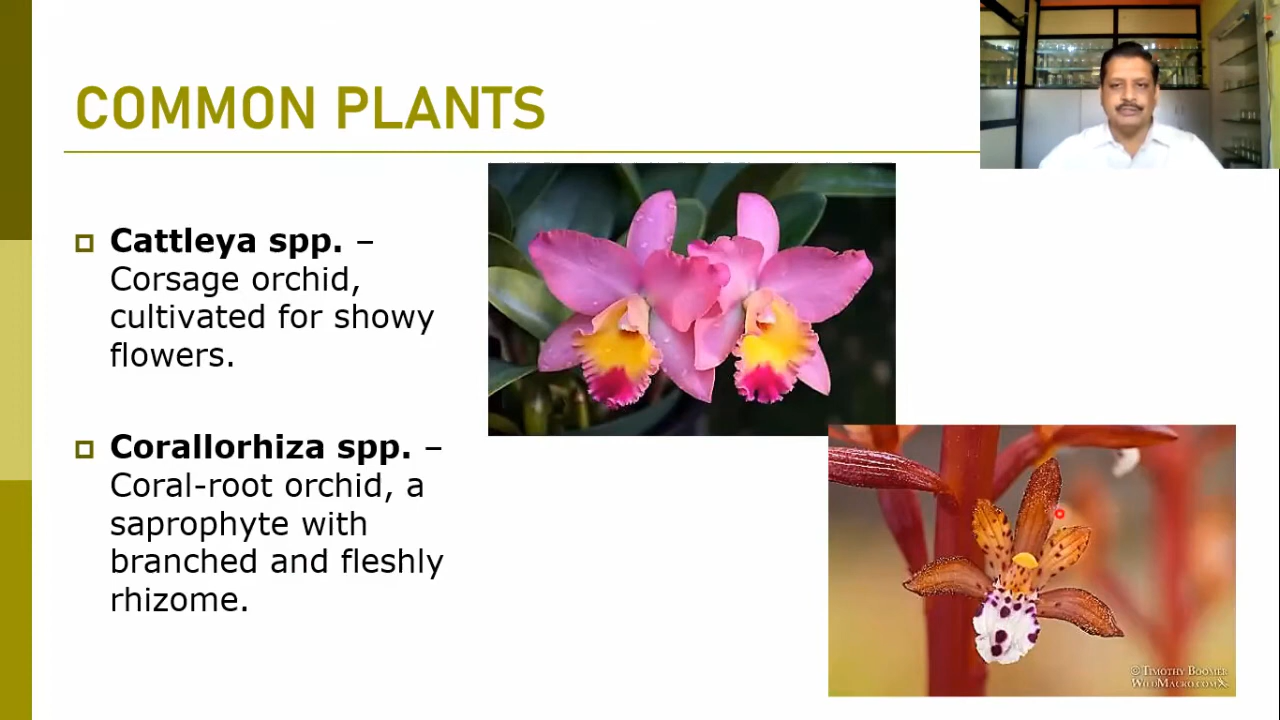 COMMON PLANTS
Cattleya spp. –
Corsage orchid,
cultivated for showy
flowers.
Corallorhiza spp. –
Coral-root orchid, a
saprophyte with
branched and fleshly
rhizome.
© Timothy Boomer
WildMacro.com